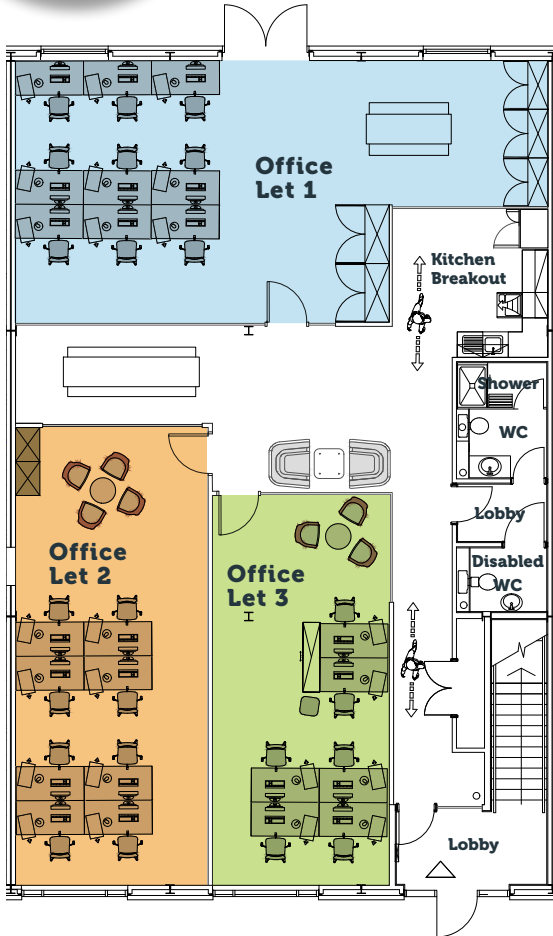 Office
Let 1
Kitchen
Breakout
Shower
WC
Lobby
Office
Let 2
Office
Let 3
Disabled
WC
Lobby